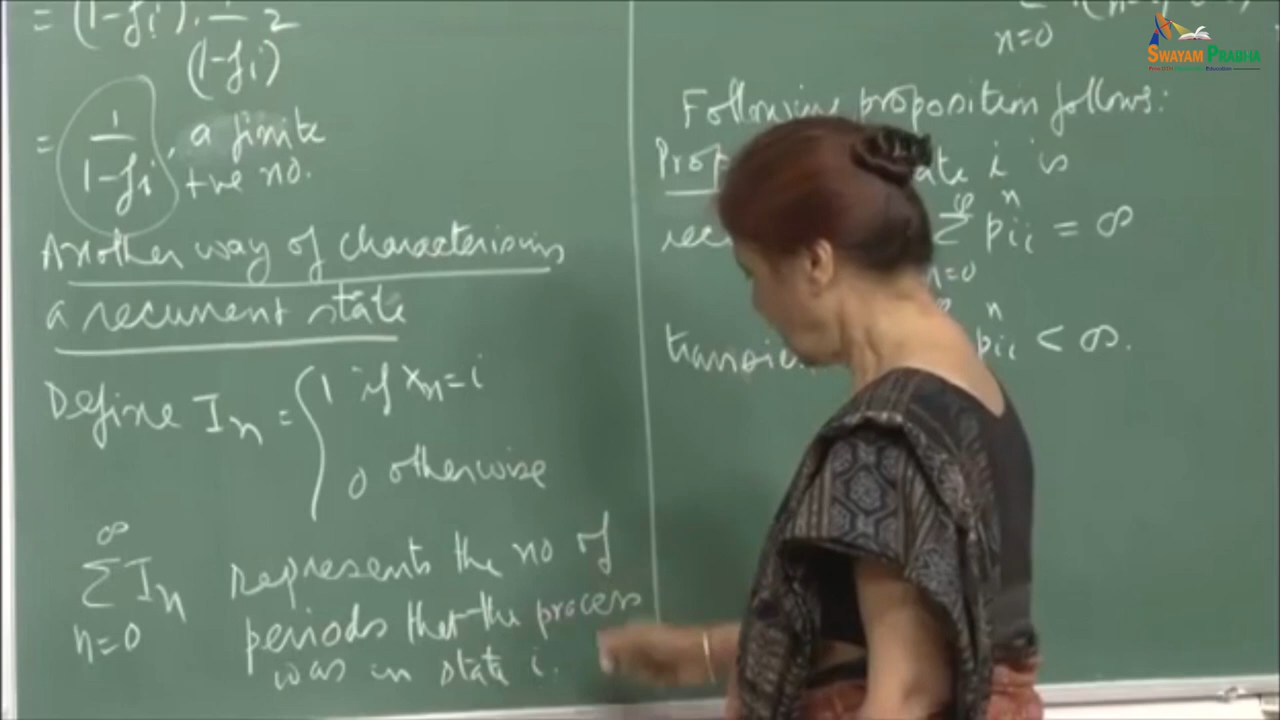 = (1-fi). 1/(1-fi)²
= 1/1-fi, a finite
+ve no.
Another way of characterising
a recurrent state
Define In = { 1 if Xn=i
0 otherwise
∞
Σ In represents the no of
n=0 periods that the process
was in state i.
n=0
Following proposition follows:
Prop state i is
rec Σ pii^n = ∞
n=0
transie pii^n < ∞.
SWAYAM PRABHA